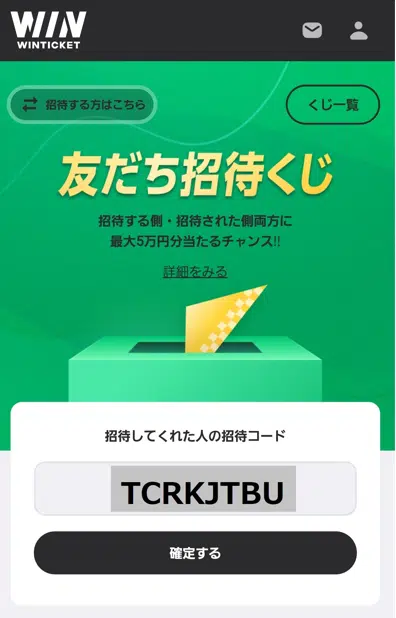 WIN
WINTICKET
招待する方はこちら
くじ一覧
友だち招待くじ
招待する側・招待された側両方に
最大5万円分当たるチャンス!!
詳細をみる
招待してくれた人の招待コード
TCRKJTBU
確定する